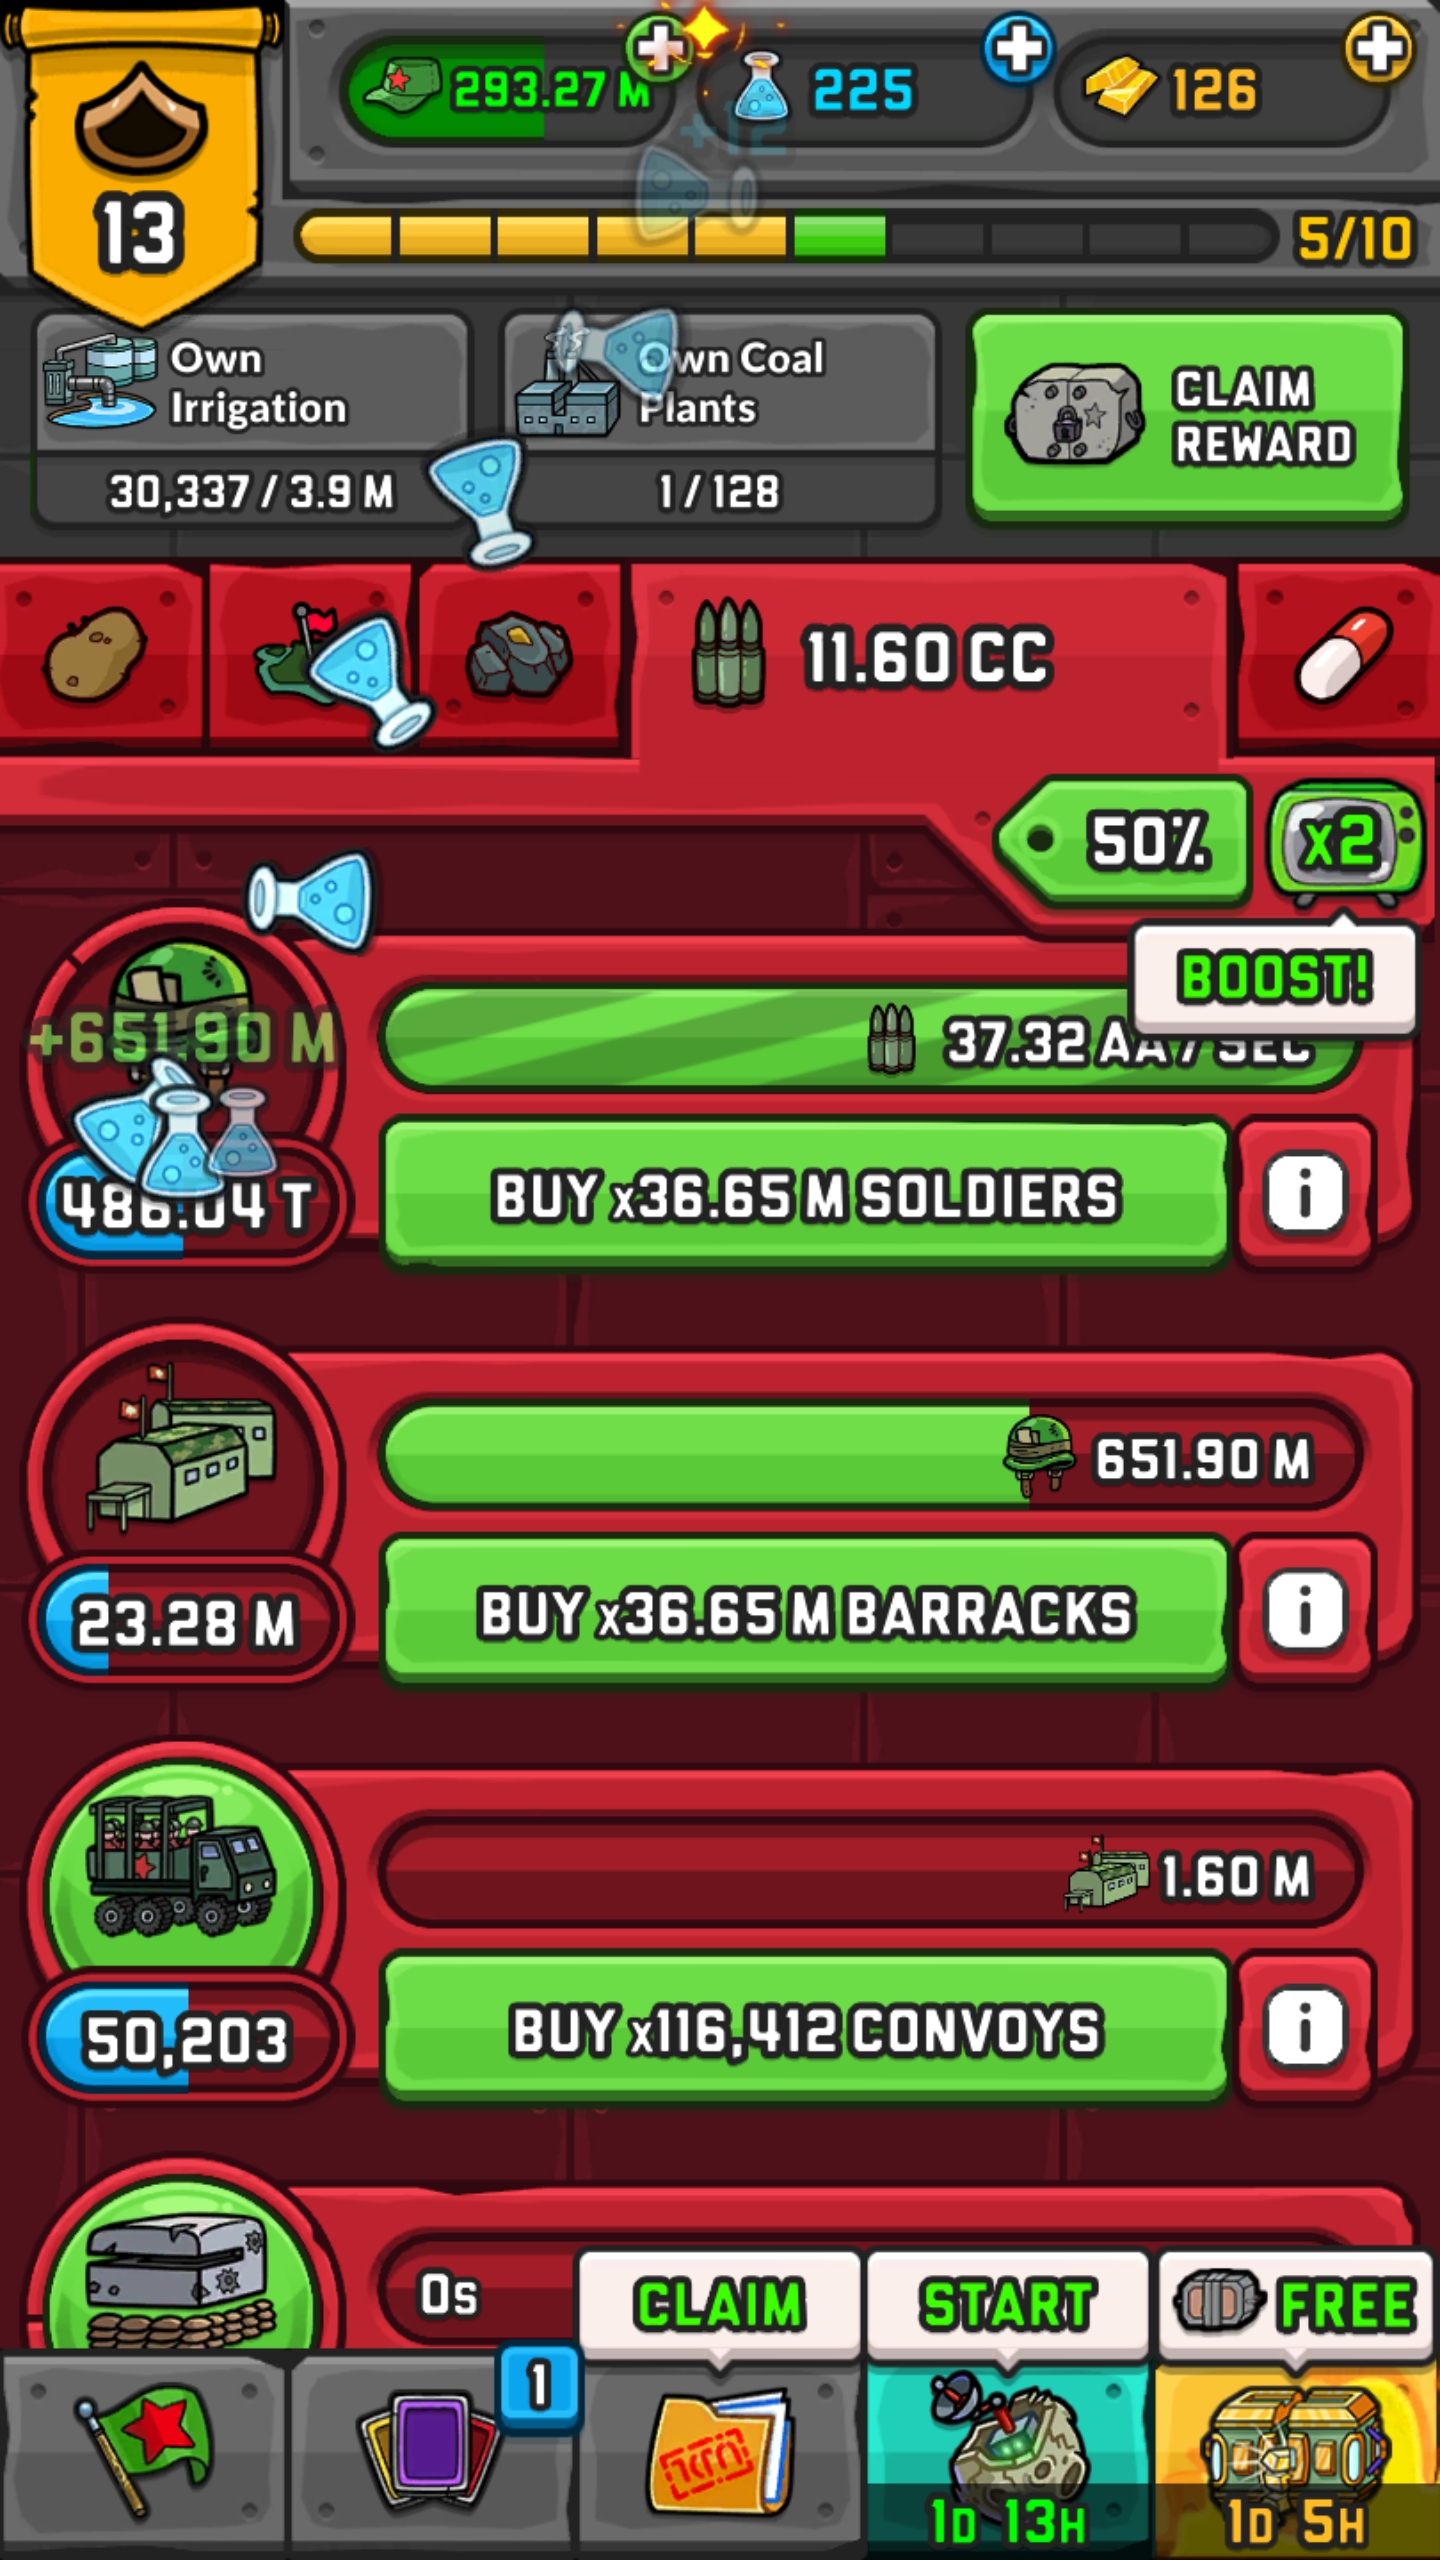 293.27 M
225
126
+12
13
5/10
Own
Irrigation
30,337 / 3.9 M
Own Coal
Plants
1 / 128
CLAIM
REWARD
11.60 CC
50%
x2
BOOST!
+651.90 M
37.32 AA / SEC
486.04 T
BUY x36.65 M SOLDIERS
i
651.90 M
23.28 M
BUY x36.65 M BARRACKS
i
1.60 M
50,203
BUY x116,412 CONVOYS
i
0s
CLAIM
START
FREE
1
1D 13H
1D 5H